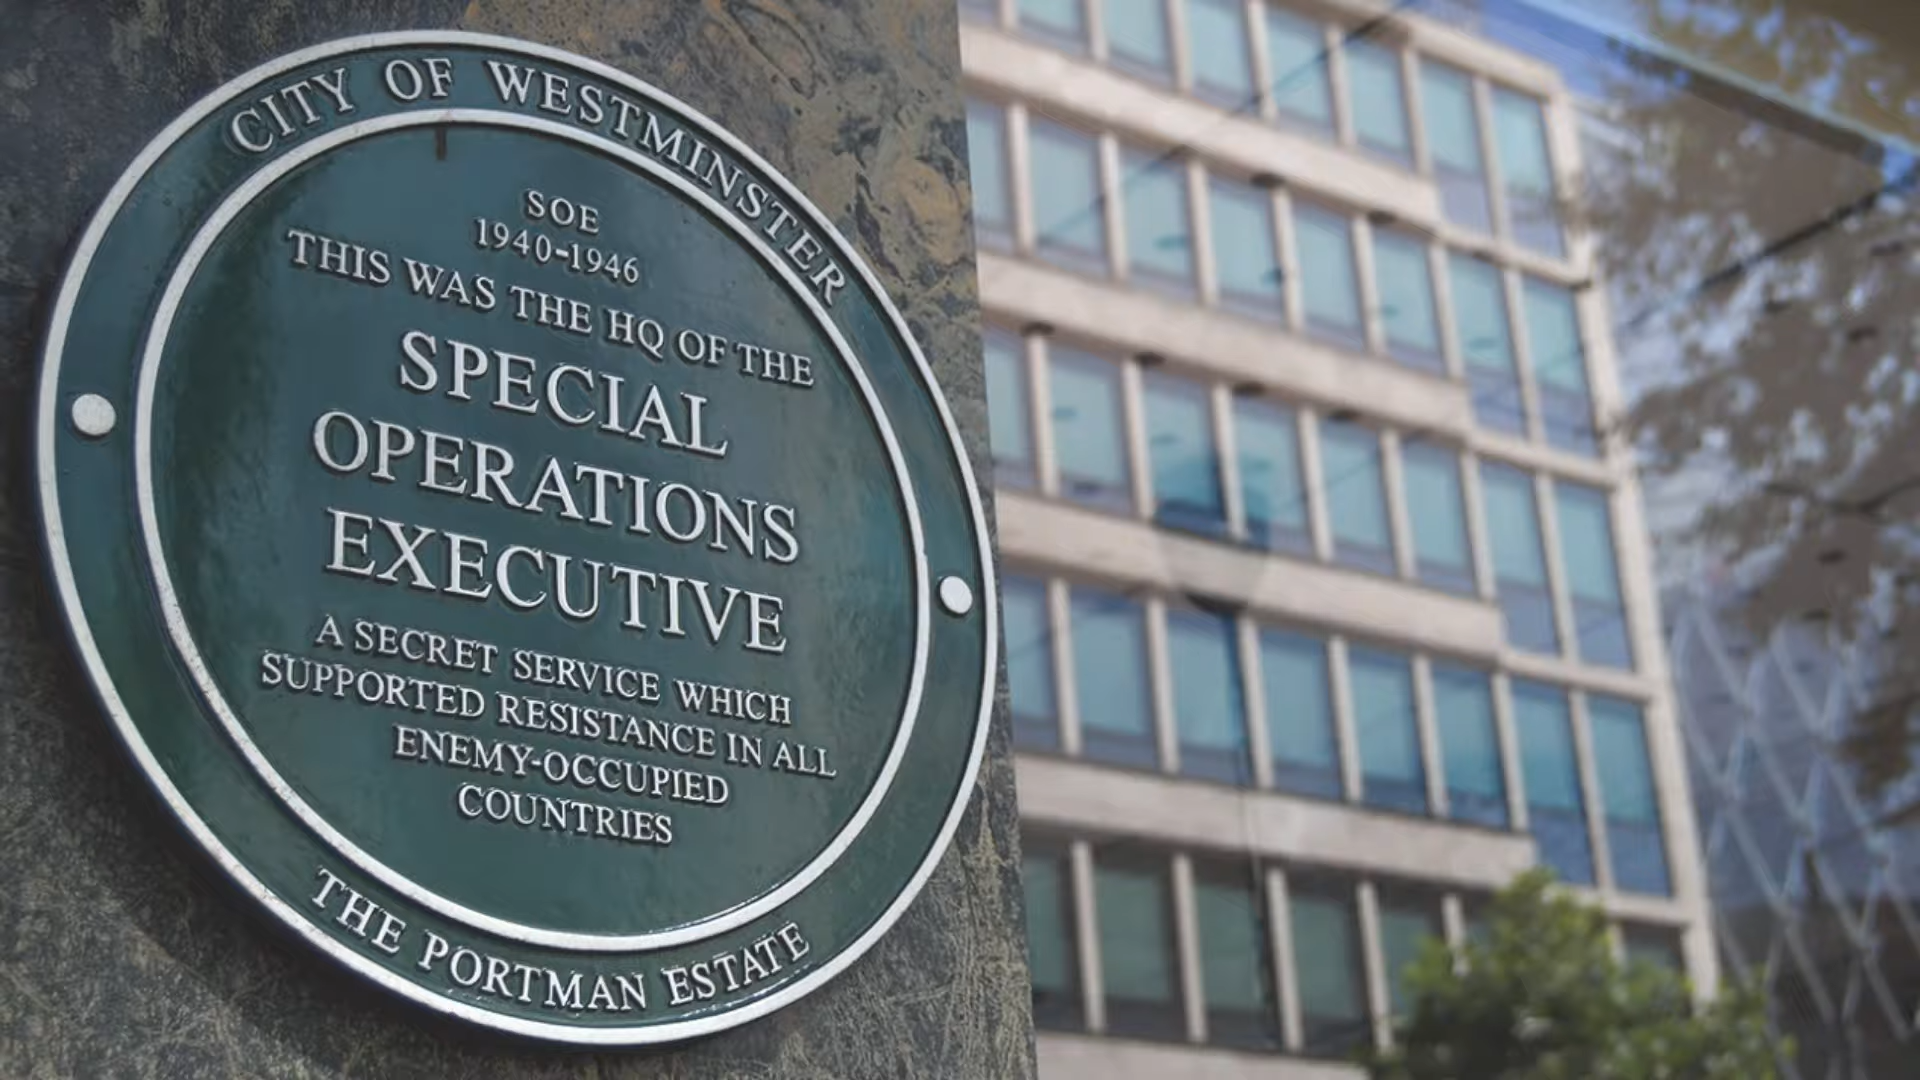 CITY OF WESTMINSTER
SOE
1940-1946
THIS WAS THE HQ OF THE
SPECIAL
OPERATIONS
EXECUTIVE
A SECRET SERVICE WHICH
SUPPORTED RESISTANCE IN ALL
ENEMY-OCCUPIED
COUNTRIES
THE PORTMAN ESTATE